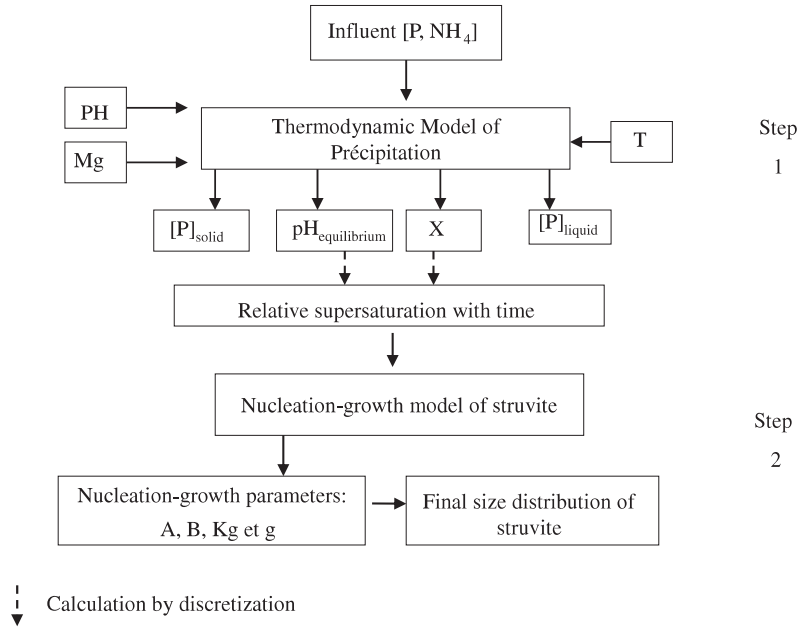 Influent [P, NH4]
PH
Thermodynamic Model of
Précipitation
T
Step
1
Mg
[P]solid
pHequilibrium
X
[P]liquid
Relative supersaturation with time
Nucleation-growth model of struvite
Step
2
Nucleation-growth parameters:
A, B, Kg et g
Final size distribution of
struvite
Calculation by discretization